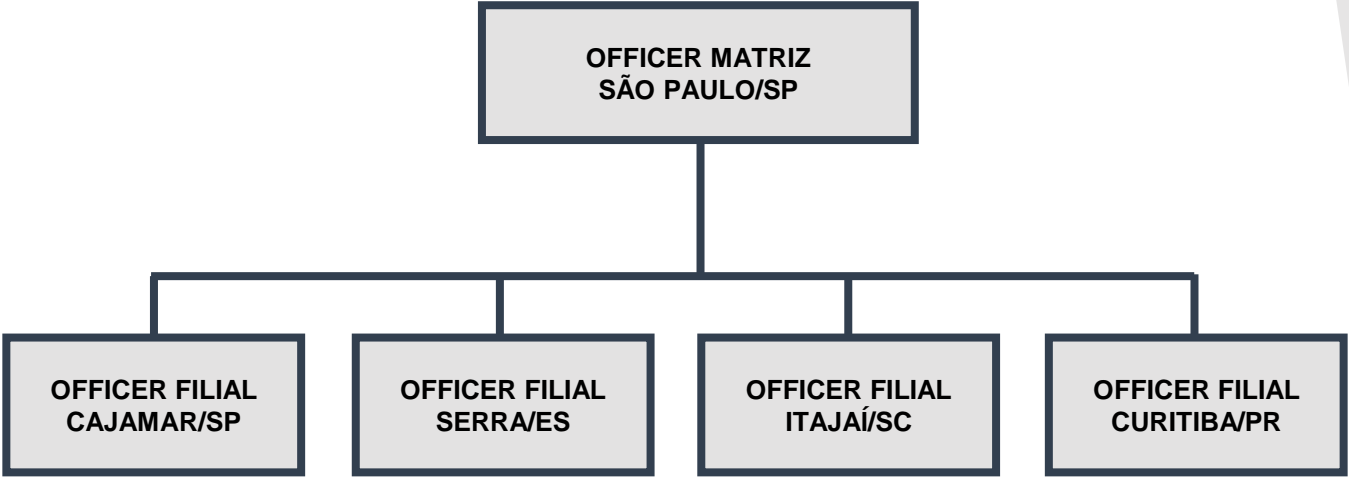 OFFICER MATRIZ
SÃO PAULO/SP
OFFICER FILIAL
CAJAMAR/SP
OFFICER FILIAL
SERRA/ES
OFFICER FILIAL
ITAJAÍ/SC
OFFICER FILIAL
CURITIBA/PR